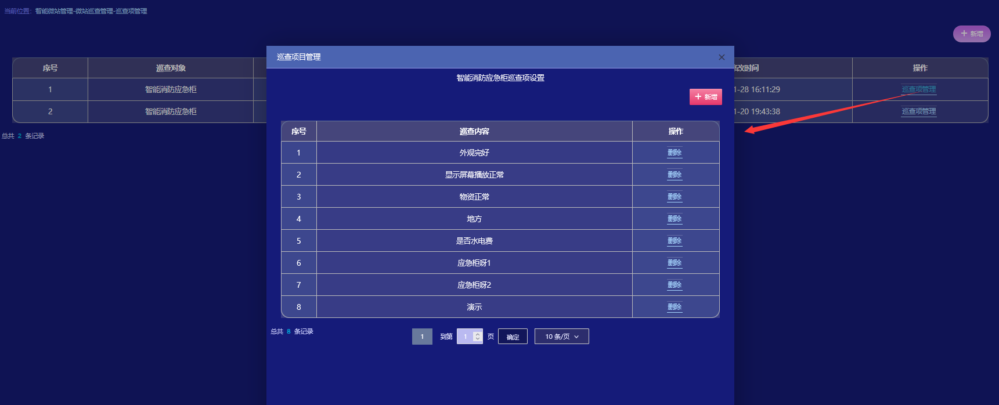 当前位置：智能微站管理-微站巡查管理-巡查项管理
+ 新增
序号 巡查对象 改时间 操作
1 智能消防应急柜 1-28 16:11:29 巡查项管理
2 智能消防应急柜 1-20 19:43:38 巡查项管理
总共 2 条记录
巡查项目管理
智能消防应急柜巡查项设置
+ 新增
序号 巡查内容 操作
1 外观完好 删除
2 显示屏幕播放正常 删除
3 物资正常 删除
4 地方 删除
5 是否水电费 删除
6 应急柜呀1 删除
7 应急柜呀2 删除
8 演示 删除
总共 8 条记录
1 到第 1 页 确定 10 条/页